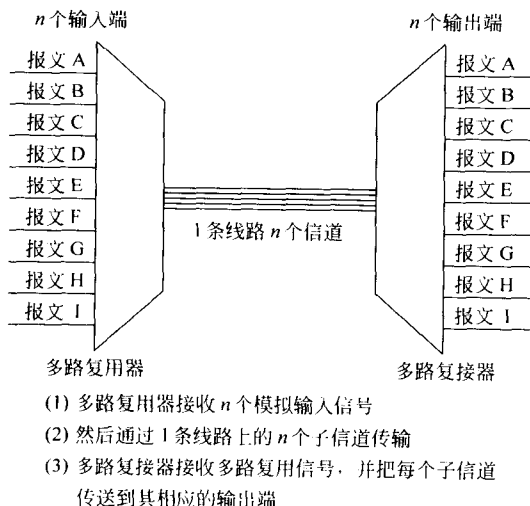 n个输入端
n个输出端
报文 A
报文 B
报文 C
报文 D
报文 E
报文 F
报文 G
报文 H
报文 I
报文 A
报文 B
报文 C
报文 D
报文 E
报文 F
报文 G
报文 H
报文 I
1条线路 n 个信道
多路复用器
多路复接器
(1) 多路复用器接收 n 个模拟输入信号
(2) 然后通过1条线路上的 n 个子信道传输
(3) 多路复接器接收多路复用信号，并把每个子信道
传送到其相应的输出端